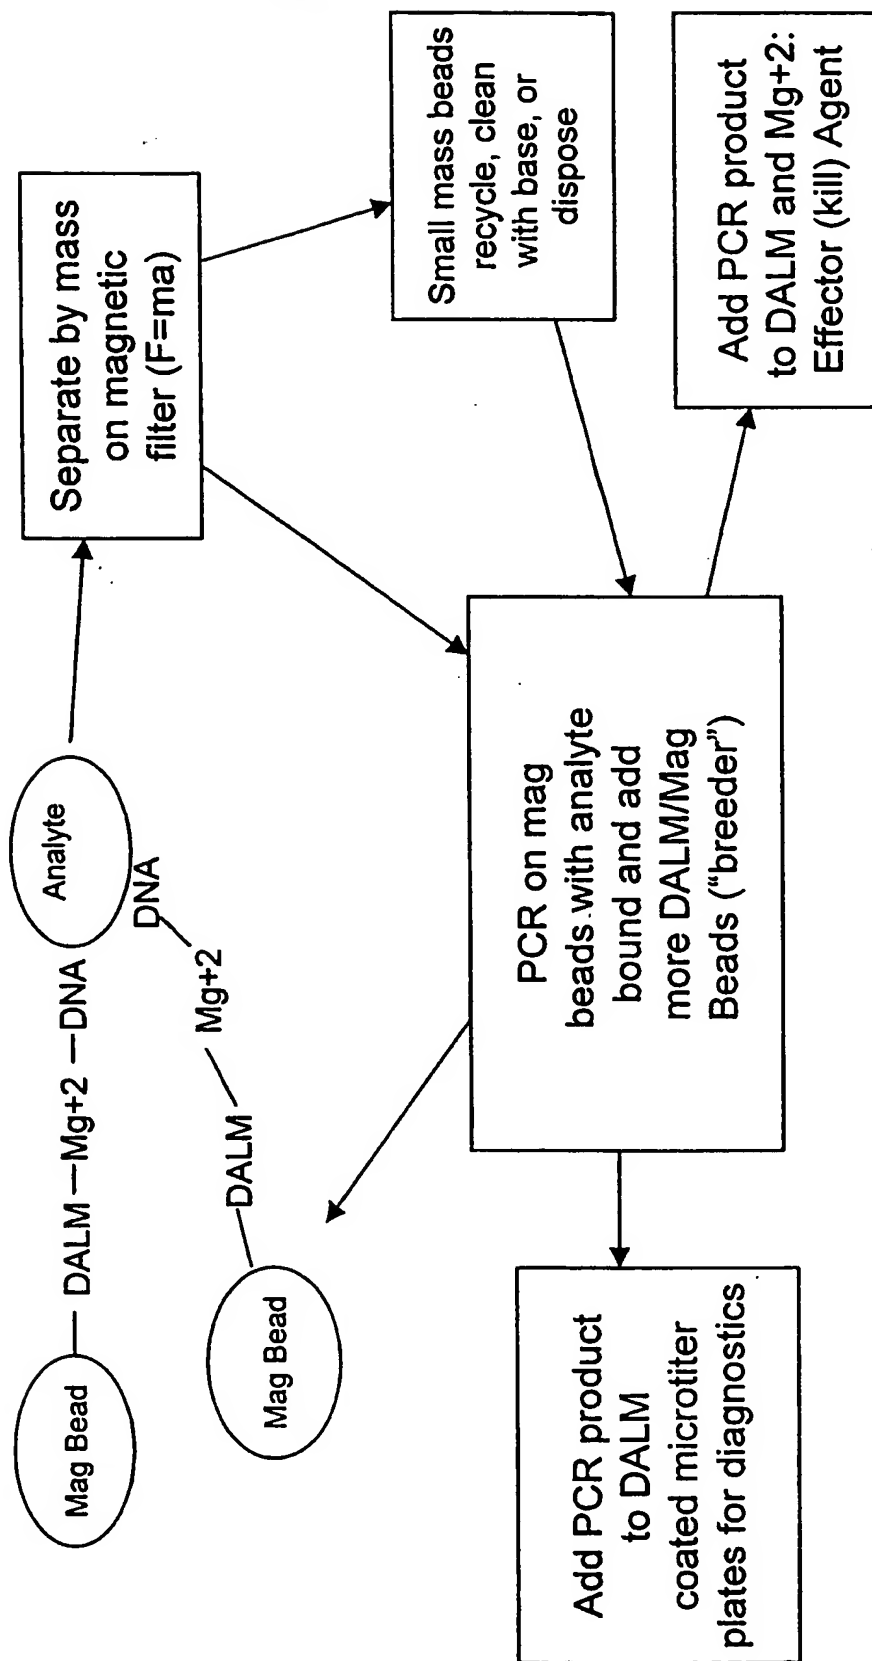 Mag Bead
DALM
Mg+2
DNA
Analyte
Mag Bead
DALM
Mg+2
DNA
Separate by mass
on magnetic
filter (F=ma)
Small mass beads
recycle, clean
with base, or
dispose
PCR on mag
beads with analyte
bound and add
more DALM/Mag
Beads (“breeder”)
Add PCR product
to DALM
coated microtiter
plates for diagnostics
Add PCR product
to DALM and Mg+2:
Effector (kill) Agent